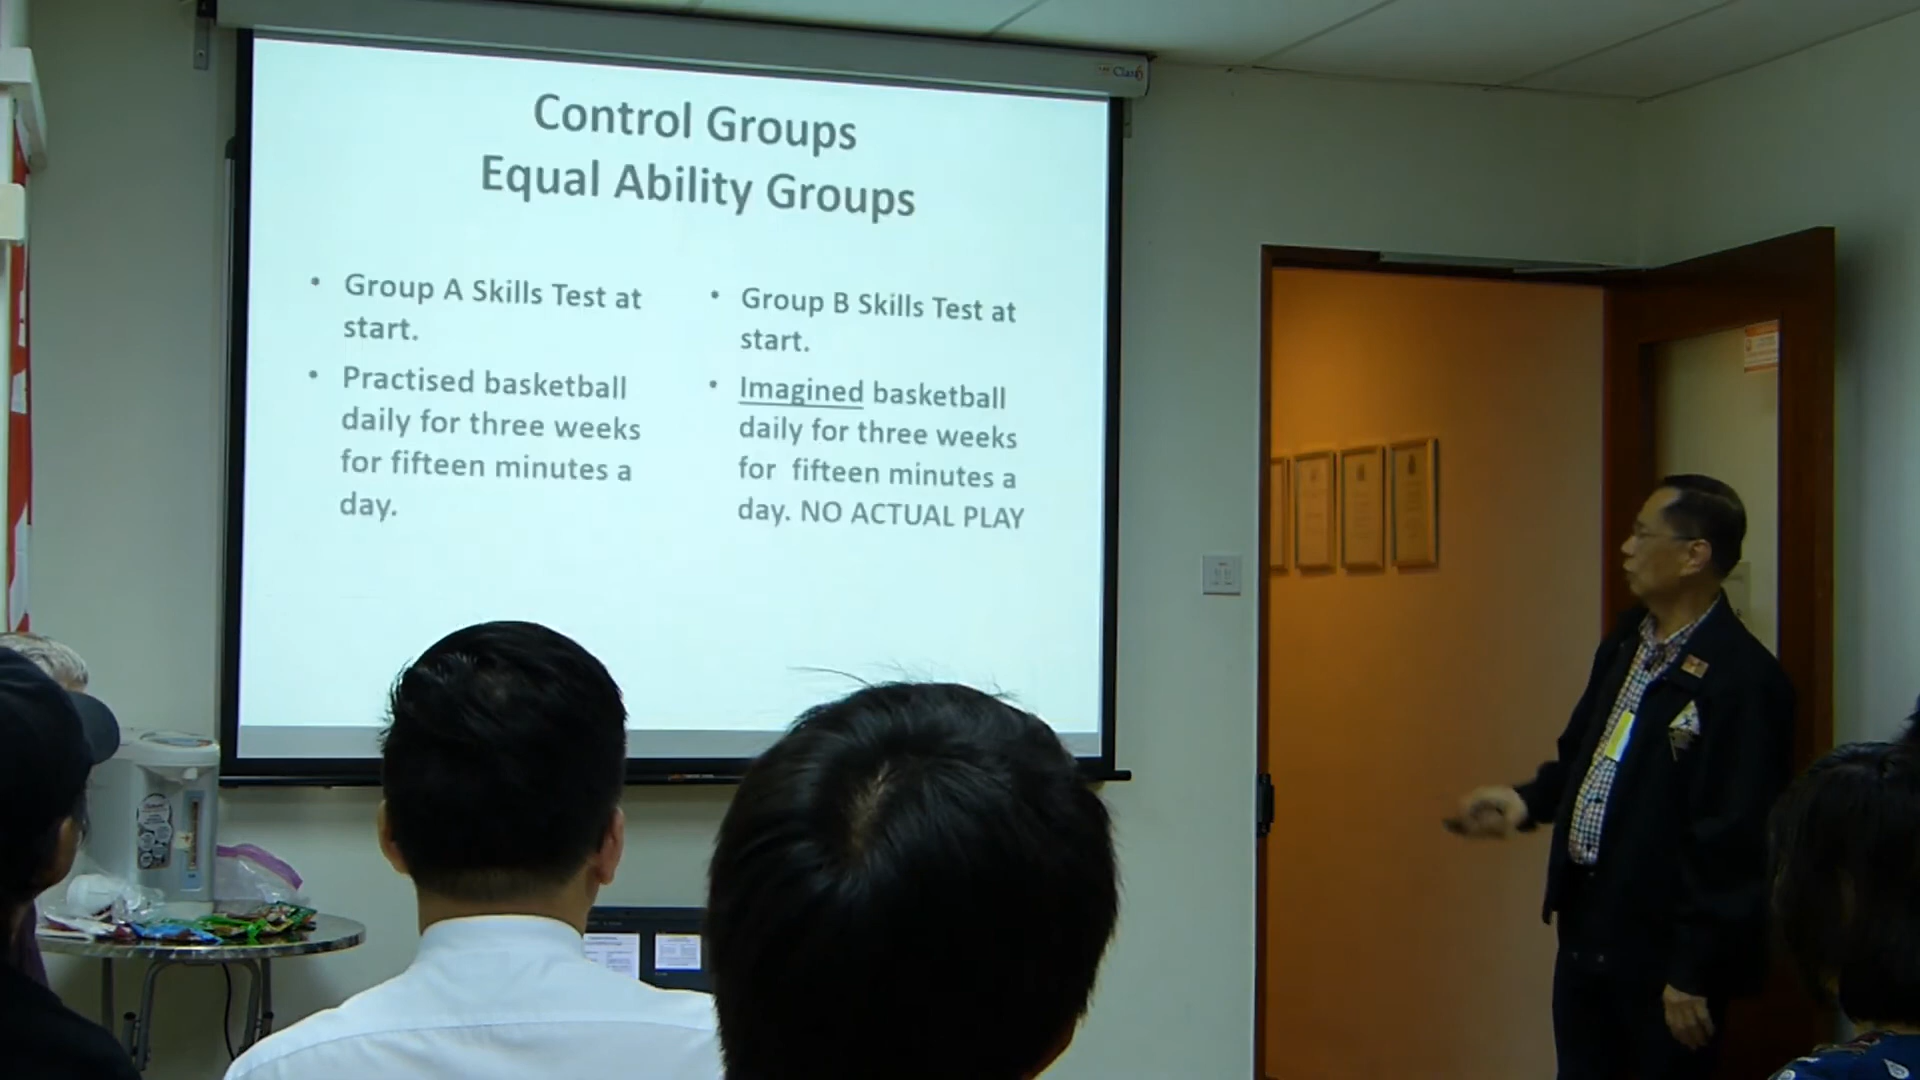 Control Groups
Equal Ability Groups
• Group A Skills Test at
start.
• Practised basketball
daily for three weeks
for fifteen minutes a
day.
• Group B Skills Test at
start.
• Imagined basketball
daily for three weeks
for fifteen minutes a
day. NO ACTUAL PLAY